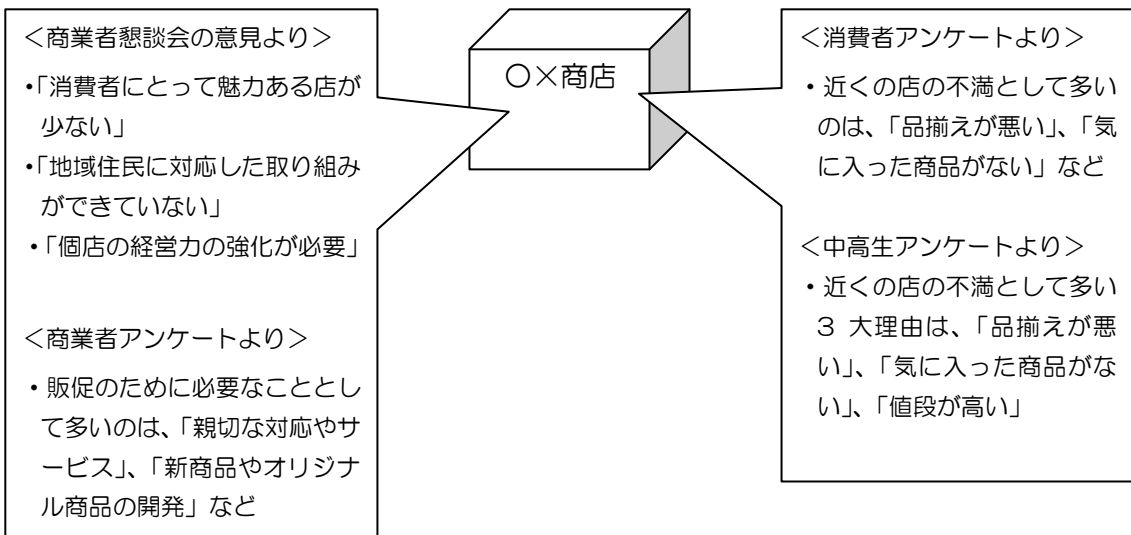 ＜商業者懇談会の意見より＞
・「消費者にとって魅力ある店が
少ない」
・「地域住民に対応した取り組み
ができていない」
・「個店の経営力の強化が必要」
＜商業者アンケートより＞
・販促のために必要なこととし
て多いのは、「親切な対応やサ
ービス」、「新商品やオリジナ
ル商品の開発」など
〇×商店
＜消費者アンケートより＞
・近くの店の不満として多い
のは、「品揃えが悪い」、「気
に入った商品がない」など
＜中高生アンケートより＞
・近くの店の不満として多い
３ 大理由は、「品揃えが悪
い」、「気に入った商品がな
い」、「値段が高い」